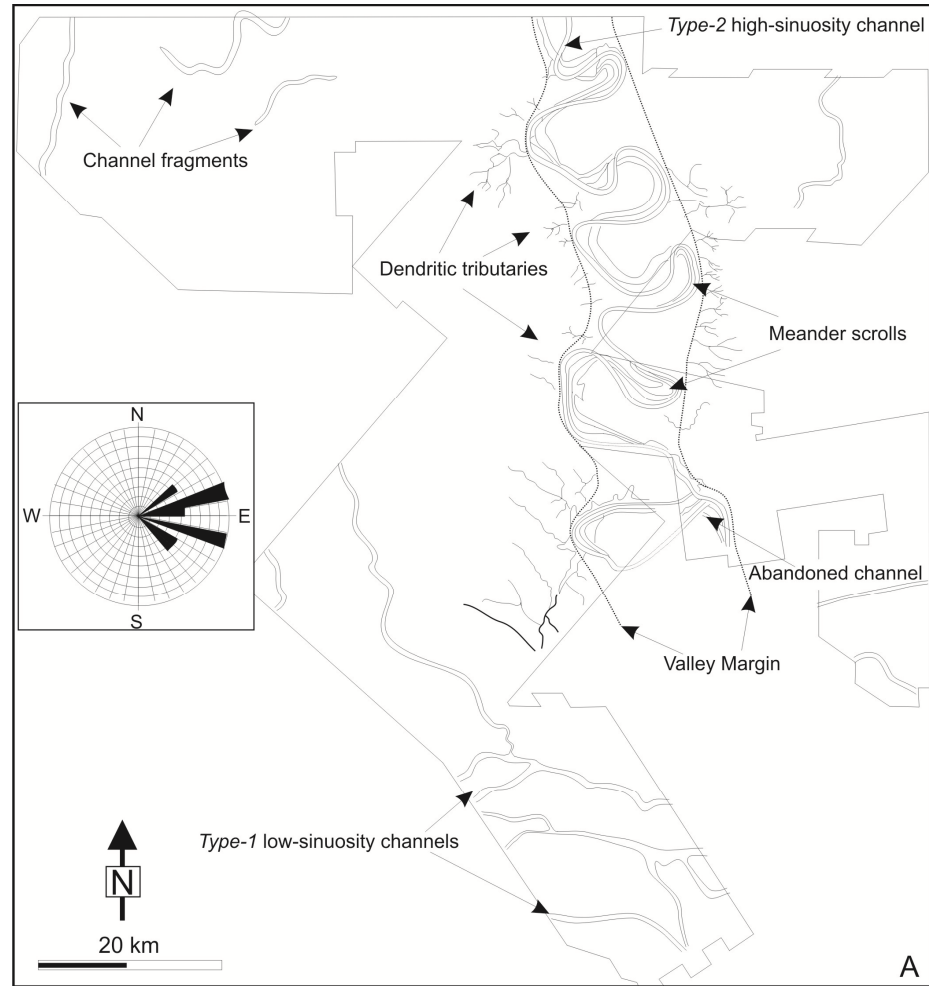 Type-2 high-sinuosity channel
Channel fragments
Dendritic tributaries
Meander scrolls
N
W
E
S
Abandoned channel
Valley Margin
Type-1 low-sinuosity channels
N
20 km
A